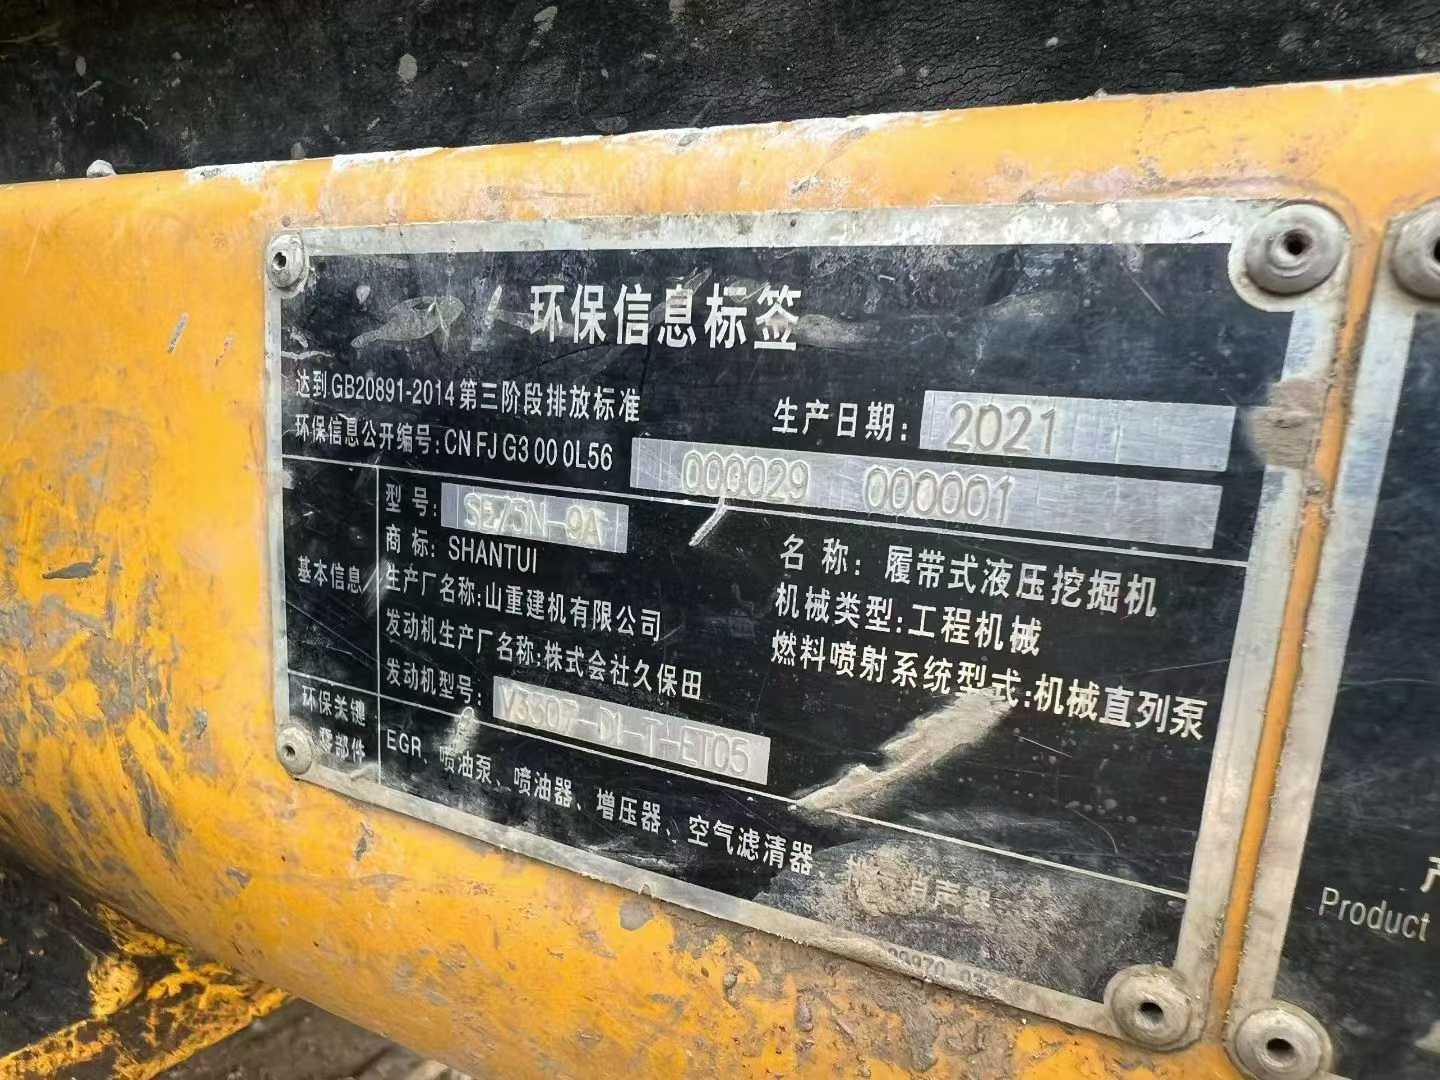 环保信息标签
达到GB20891-2014第三阶段排放标准
生产日期: 2021
环保信息公开编号:CN FJ G3 00 0L56 000029 000001
基本信息
型号: SE75N-9A
商标: SHANTUI
生产厂名称:山重建机有限公司
发动机生产厂名称:株式会社久保田
发动机型号: V3307-DI-T-ET05
名称: 履带式液压挖掘机
机械类型:工程机械
燃料喷射系统型式:机械直列泵
环保关键
部件
EGR、喷油泵、喷油器、增压器、空气滤清器、消声器
Product